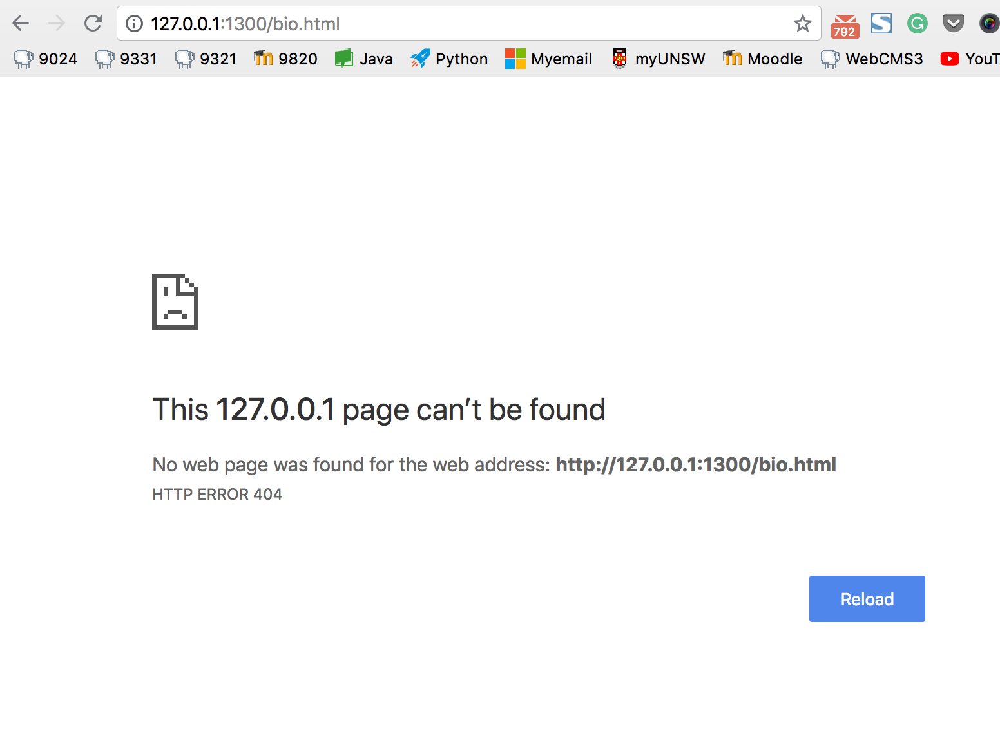 127.0.0.1:1300/bio.html
792
9024 9331 9321 9820 Java Python Myemail myUNSW Moodle WebCMS3 YouT
This 127.0.0.1 page can’t be found
No web page was found for the web address: http://127.0.0.1:1300/bio.html
HTTP ERROR 404
Reload